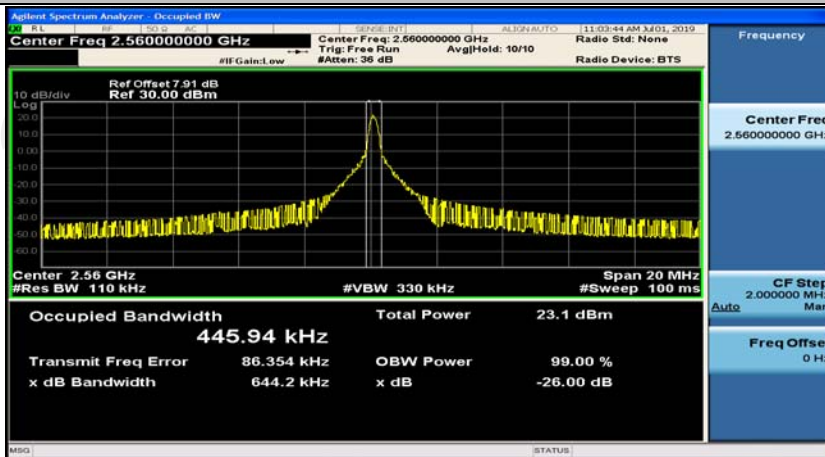 Agilent Spectrum Analyzer - Occupied BW
RL RF 50 Ω AC SENSE:INT ALIGN AUTO 11:03:44 AM Jul 01, 2019
Center Freq 2.560000000 GHz
Center Freq: 2.560000000 GHz
Radio Std: None
Trig: Free Run Avg|Hold: 10/10
#IFGain:Low #Atten: 36 dB
Radio Device: BTS
Ref Offset 7.91 dB
10 dB/div Ref 30.00 dBm
Log
20.0
10.0
0.00
-10.0
-20.0
-30.0
-40.0
-50.0
-60.0
Center 2.56 GHz Span 20 MHz
#Res BW 110 kHz #VBW 330 kHz #Sweep 100 ms
Occupied Bandwidth Total Power 23.1 dBm
445.94 kHz
Transmit Freq Error 86.354 kHz OBW Power 99.00 %
x dB Bandwidth 644.2 kHz x dB -26.00 dB
MSG STATUS
Frequency
Center Freq
2.560000000 GHz
CF Step
2.000000 MHz
Auto Man
Freq Offset
0 Hz